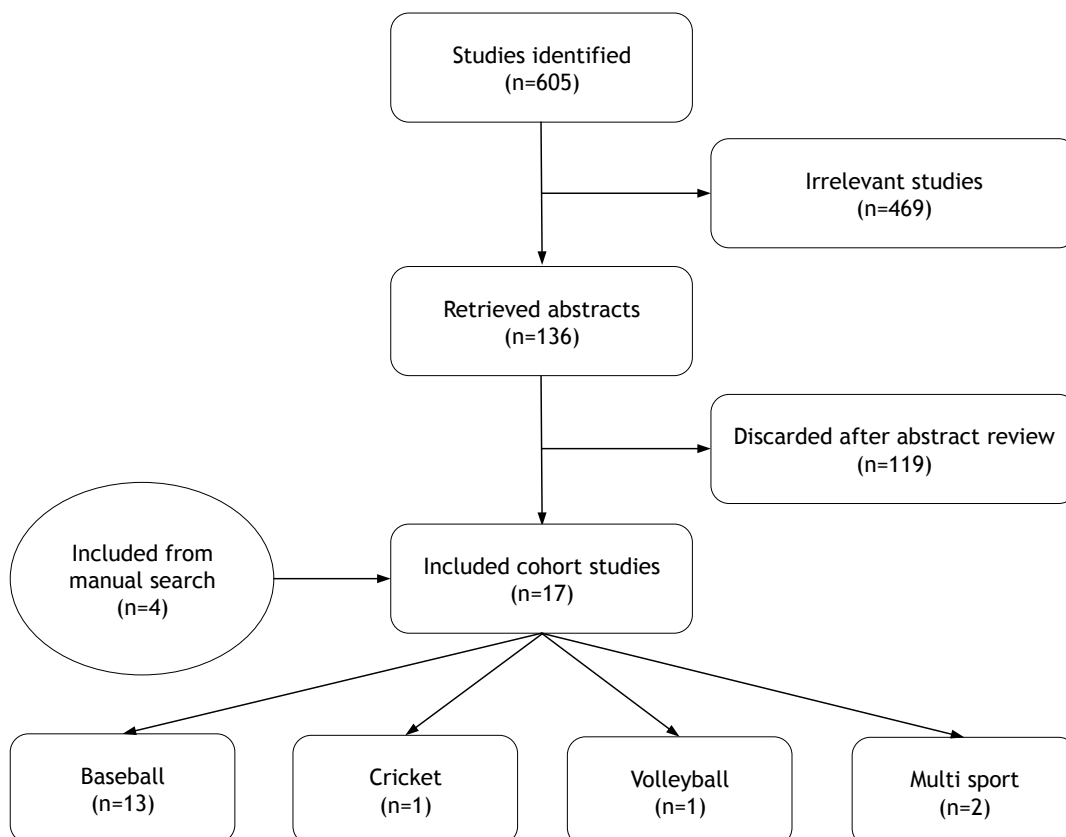 Studies identified
(n=605)
Irrelevant studies
(n=469)
Retrieved abstracts
(n=136)
Discarded after abstract review
(n=119)
Included from
manual search
(n=4)
Included cohort studies
(n=17)
Baseball
(n=13)
Cricket
(n=1)
Volleyball
(n=1)
Multi sport
(n=2)